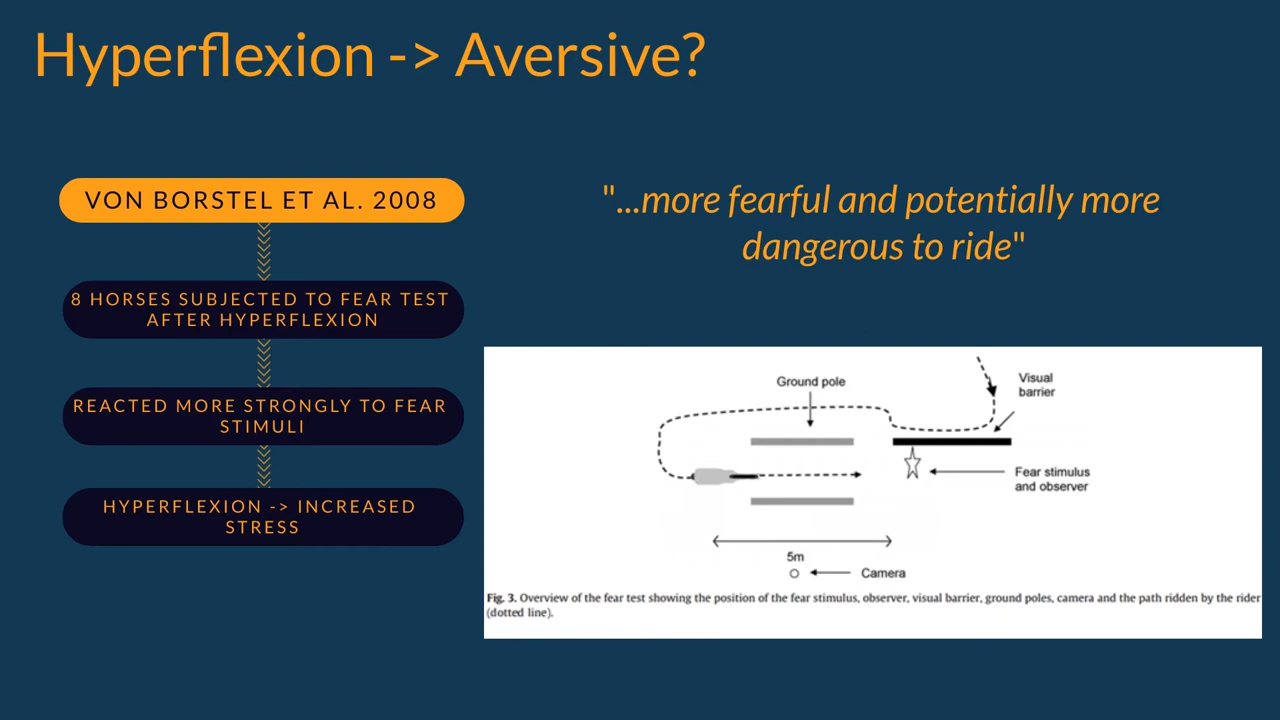 Hyperflexion -> Aversive?
VON BORSTEL ET AL. 2008
8 HORSES SUBJECTED TO FEAR TEST
AFTER HYPERFLEXION
REACTED MORE STRONGLY TO FEAR
STIMULI
HYPERFLEXION -> INCREASED
STRESS
"...more fearful and potentially more
dangerous to ride"
Ground pole
Visual
barrier
Fear stimulus
and observer
5m
Camera
Fig. 3. Overview of the fear test showing the position of the fear stimulus, observer, visual barrier, ground poles, camera and the path ridden by the rider
(dotted line).